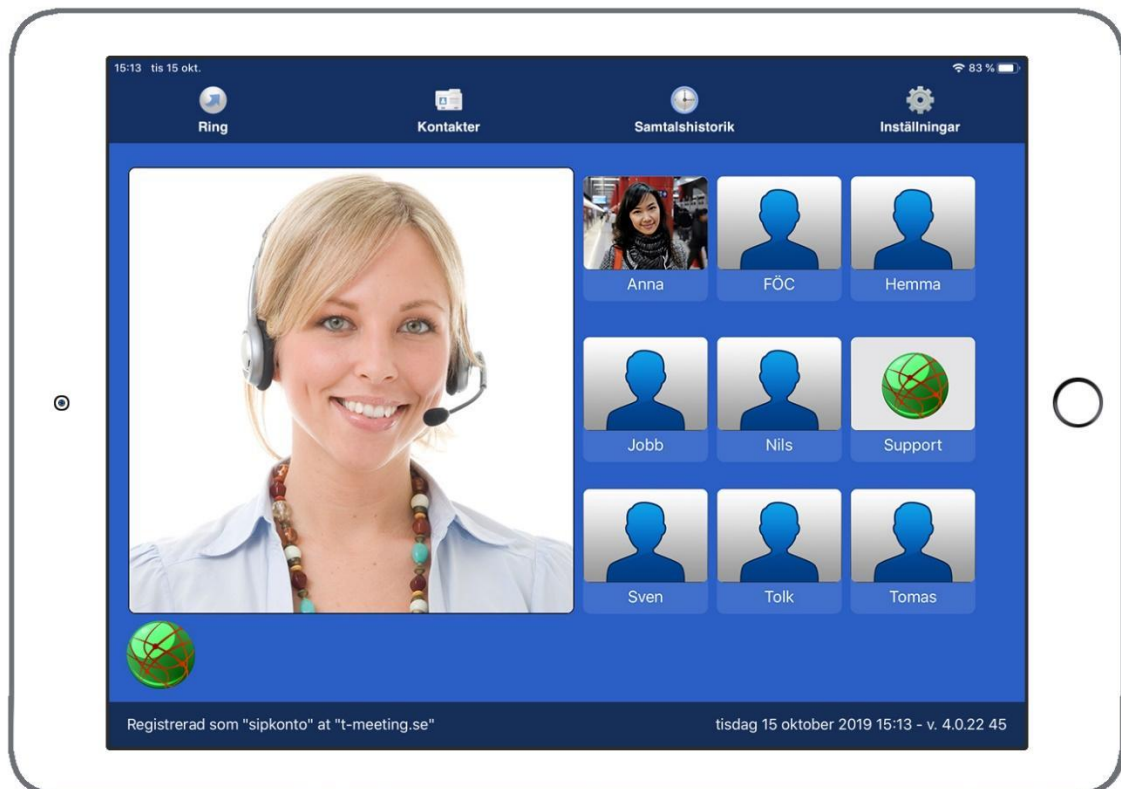 15:13 tis 15 okt.
83 %
Ring
Kontakter
Samtalshistorik
Inställningar
Anna
FÖC
Hemma
Jobb
Nils
Support
Sven
Tolk
Tomas
Registrerad som "sipkonto" at "t-meeting.se"
tisdag 15 oktober 2019 15:13 - v. 4.0.22 45